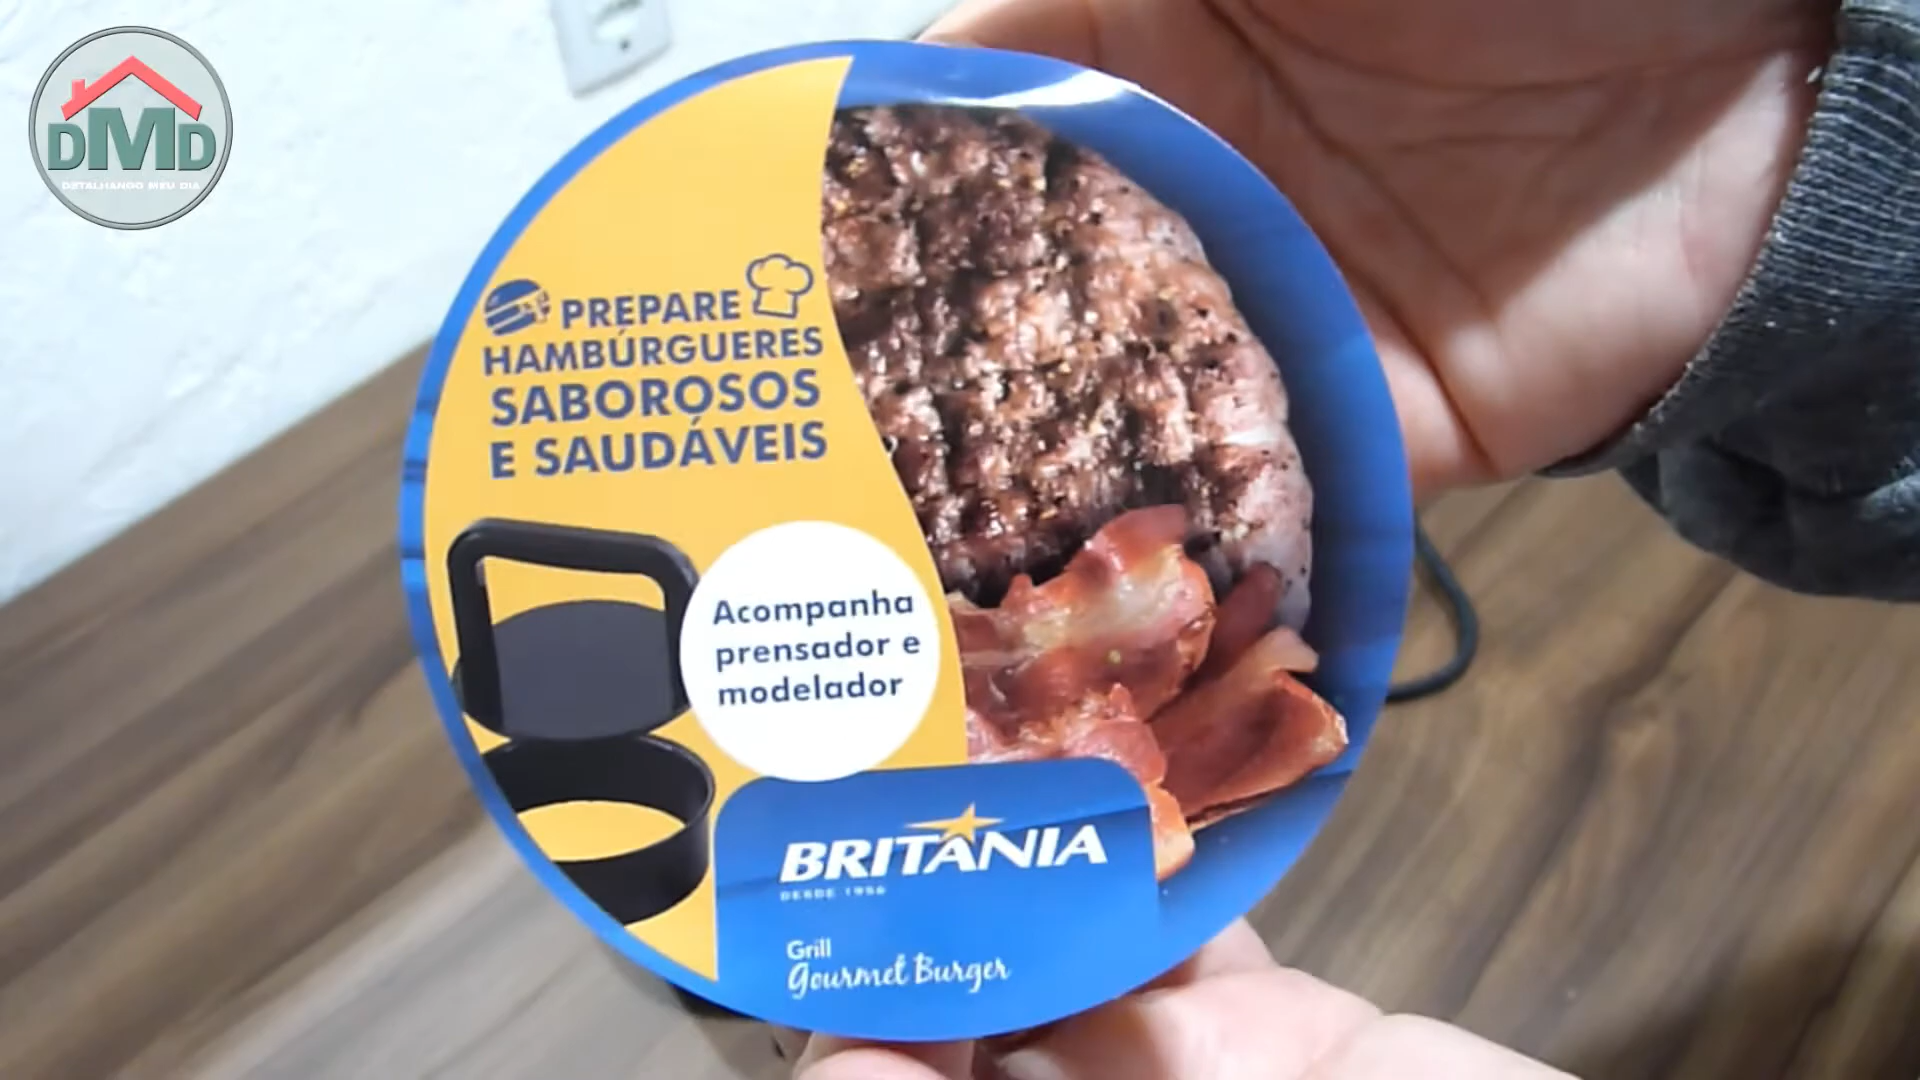 DMD
DETALHANDO MEU DIA
PREPARE
HAMBÚRGUERES
SABOROSOS
E SAUDÁVEIS
Acompanha
prensador e
modelador
BRITANIA
DESDE 1956
Grill
Gourmet Burger